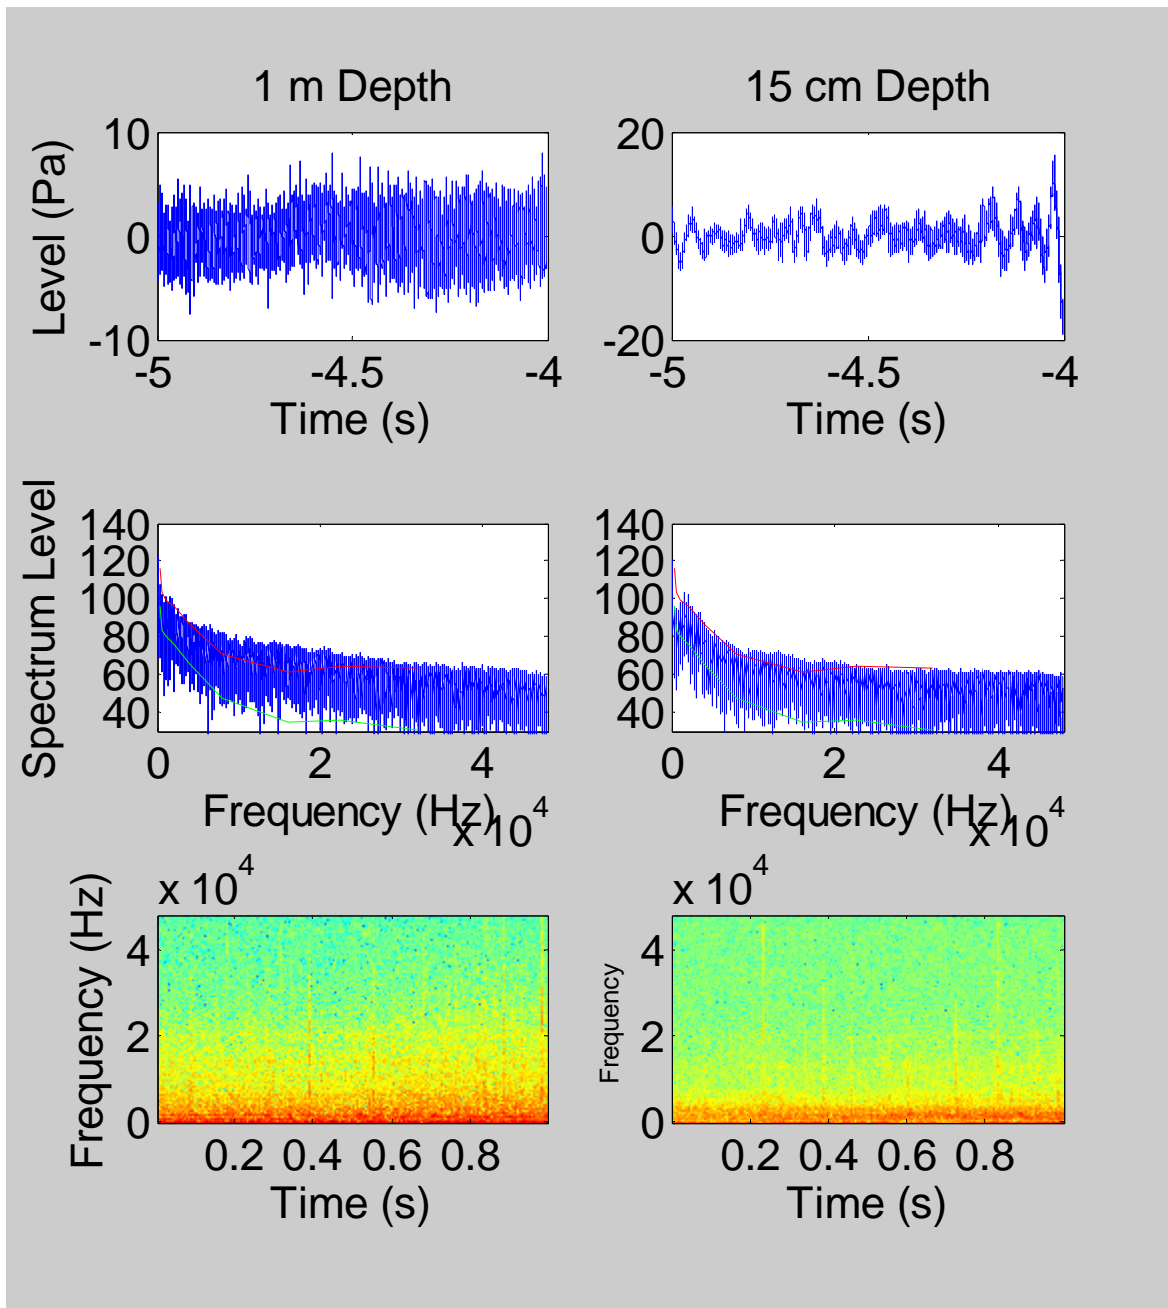 1 m Depth
15 cm Depth
Level (Pa)
10
0
-10
-5
-4.5
-4
Time (s)
20
0
-20
-5
-4.5
-4
Time (s)
Spectrum Level
140
120
100
80
60
40
0
2
4
Frequency (Hz)
x 10^4
140
120
100
80
60
40
0
2
4
Frequency (Hz)
x 10^4
Frequency (Hz)
x 10^4
4
2
0
0.2 0.4 0.6 0.8
Time (s)
Frequency
x 10^4
4
2
0
0.2 0.4 0.6 0.8
Time (s)